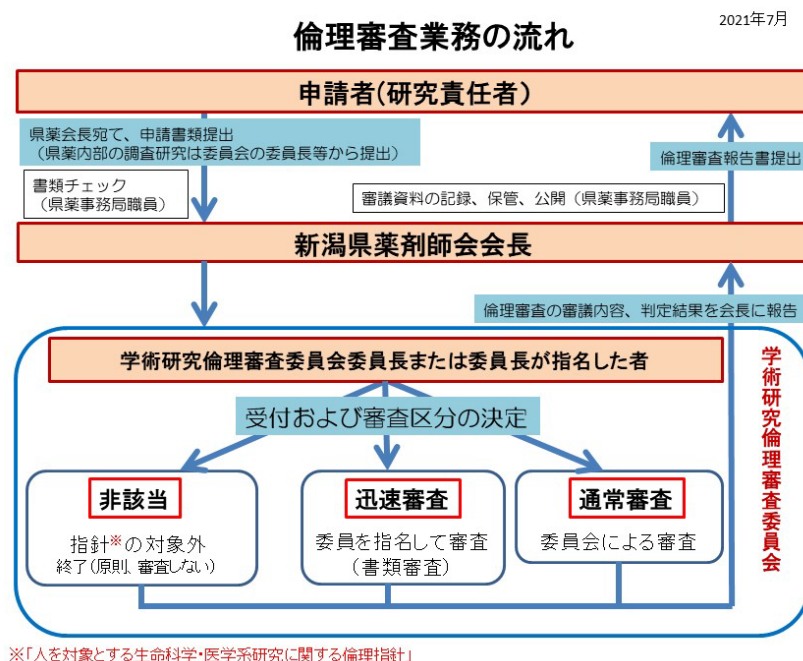 2021年7月
倫理審査業務の流れ
申請者(研究責任者)
県薬会長宛て、申請書類提出
(県薬内部の調査研究は委員会の委員長等から提出)
倫理審査報告書提出
書類チェック
(県薬事務局職員)
審議資料の記録、保管、公開(県薬事務局職員)
新潟県薬剤師会会長
倫理審査の審議内容、判定結果を会長に報告
学術研究倫理審査委員会委員長または委員長が指名した者
学術研究倫理審査委員会
受付および審査区分の決定
非該当
指針※の対象外
終了(原則、審査しない)
迅速審査
委員を指名して審査
(書類審査)
通常審査
委員会による審査
※「人を対象とする生命科学・医学系研究に関する倫理指針」